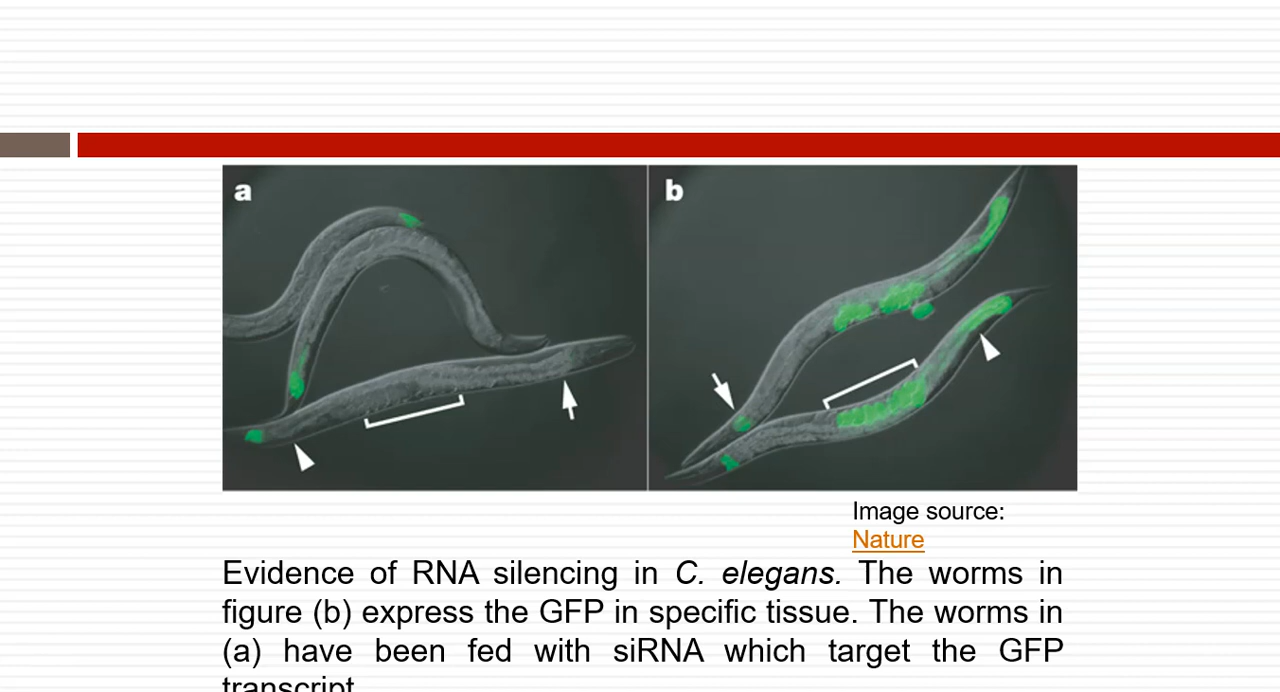 a
b
Image source:
Nature
Evidence of RNA silencing in C. elegans. The worms in
figure (b) express the GFP in specific tissue. The worms in
(a) have been fed with siRNA which target the GFP
transcript